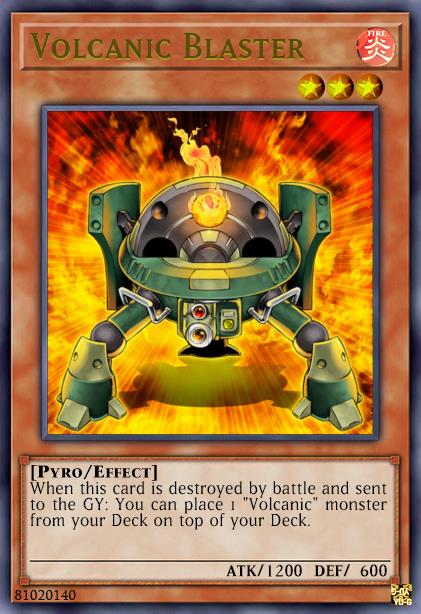 VOLCANIC BLASTER
FIRE
炎
[PYRO/EFFECT]
When this card is destroyed by battle and sent
to the GY: You can place 1 "Volcanic" monster
from your Deck on top of your Deck.
ATK/1200 DEF/ 600
81020140